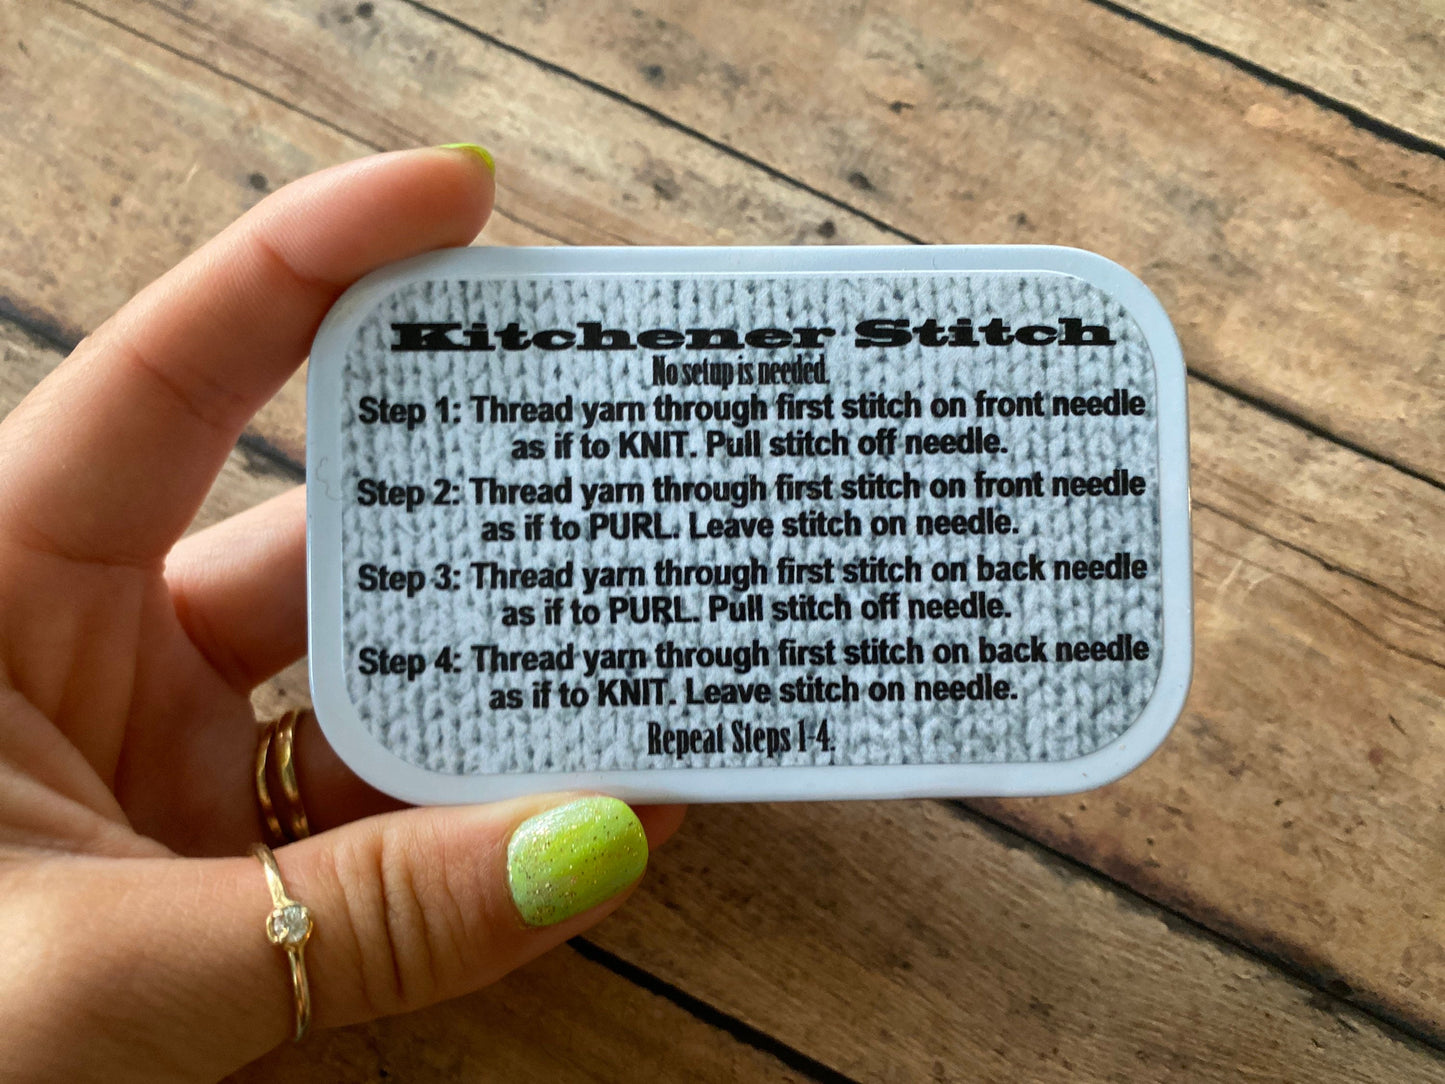 Kitchener Stitch
No setup is needed.
Step 1: Thread yarn through first stitch on front needle
as if to KNIT. Pull stitch off needle.
Step 2: Thread yarn through first stitch on front needle
as if to PURL. Leave stitch on needle.
Step 3: Thread yarn through first stitch on back needle
as if to PURL. Pull stitch off needle.
Step 4: Thread yarn through first stitch on back needle
as if to KNIT. Leave stitch on needle.
Repeat Steps 1-4.